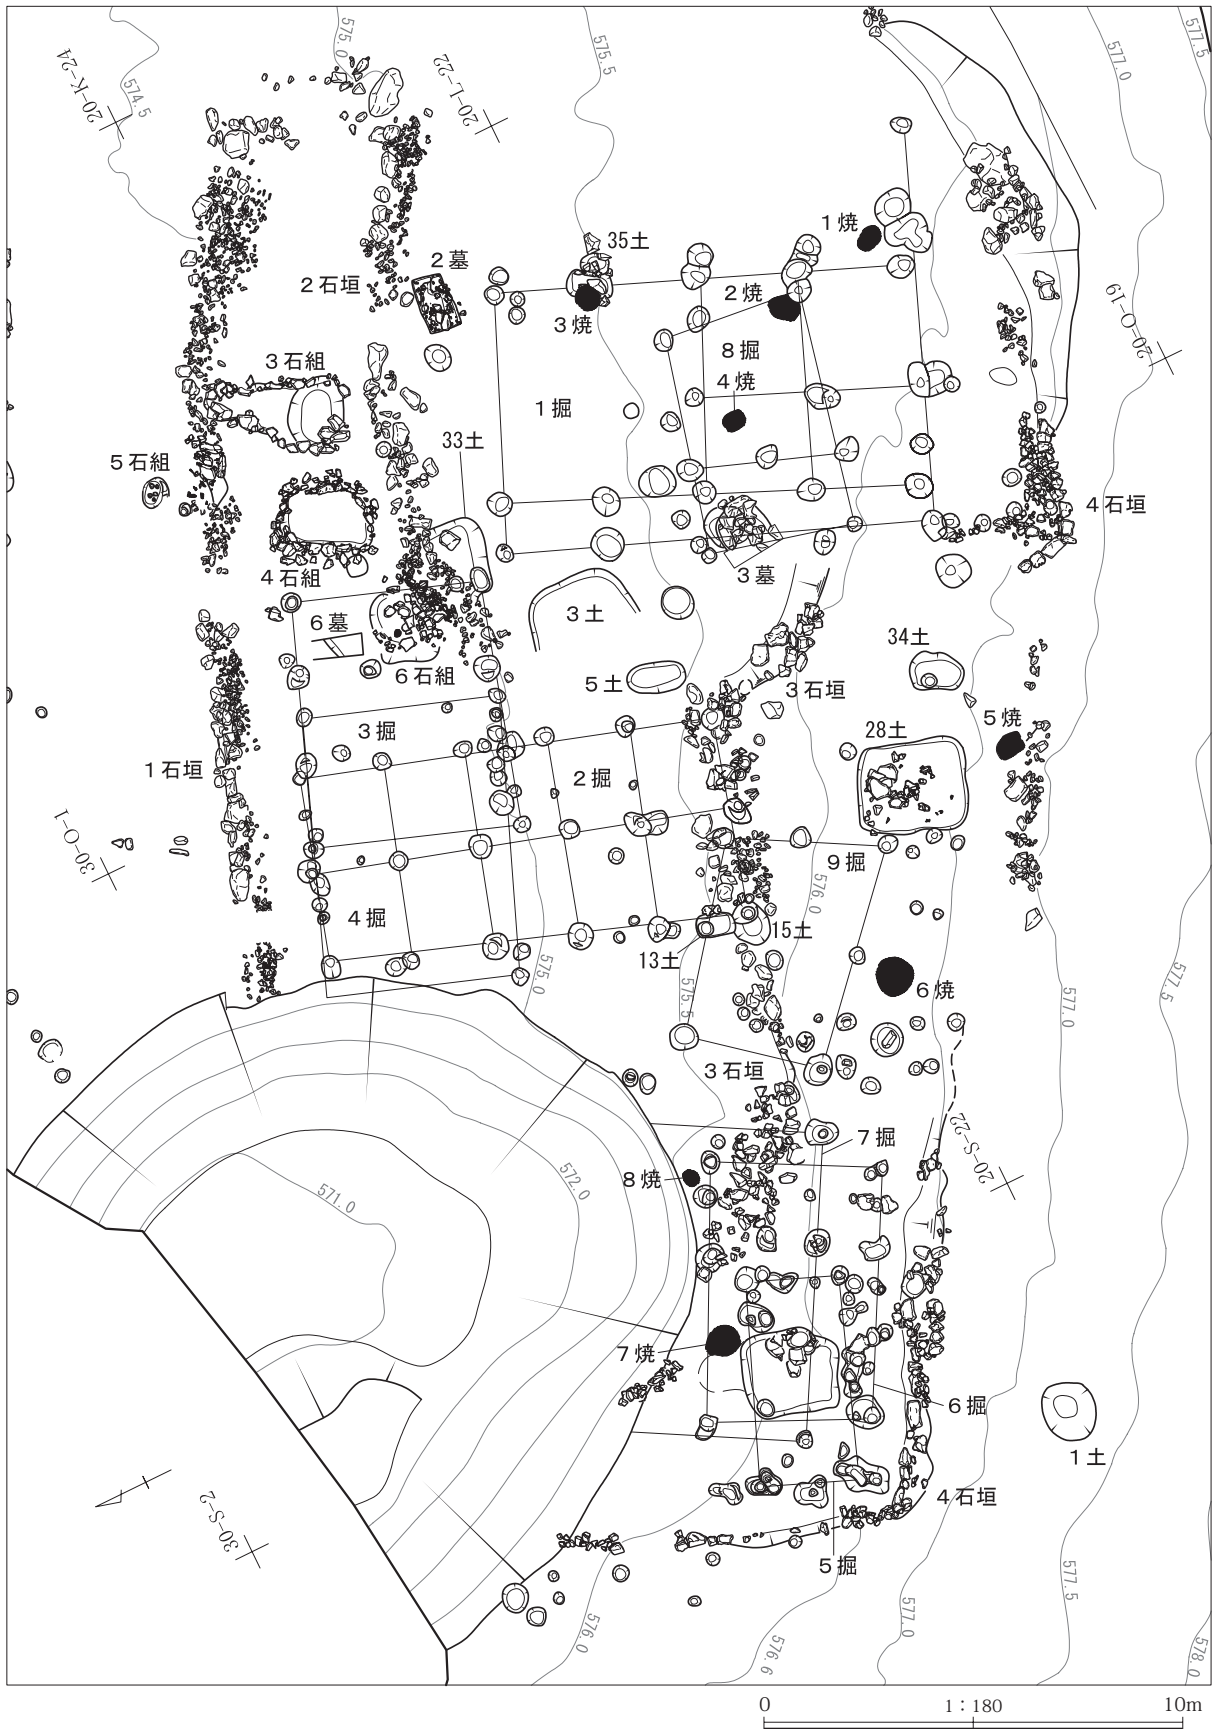 575.0
575.5
577.0
577.5
20-K-24
574.5
20-L-22
1焼
35土
2墓
2石垣
2焼
3焼
20-O-19
3石組
8掘
4焼
1掘
33土
5石組
4石垣
4石組
3墓
6墓
3土
34土
6石組
5土
3石垣
5焼
28土
3掘
1石垣
2掘
30-O-1
9掘
576.0
4掘
15土
13土
575.0
575.5
6焼
577.0
577.5
3石垣
7掘
20-S-22
8焼
572.0
571.0
7焼
6掘
1土
4石垣
30-S-2
5掘
577.5
577.0
576.0
576.6
578.0
0
1：180
10m